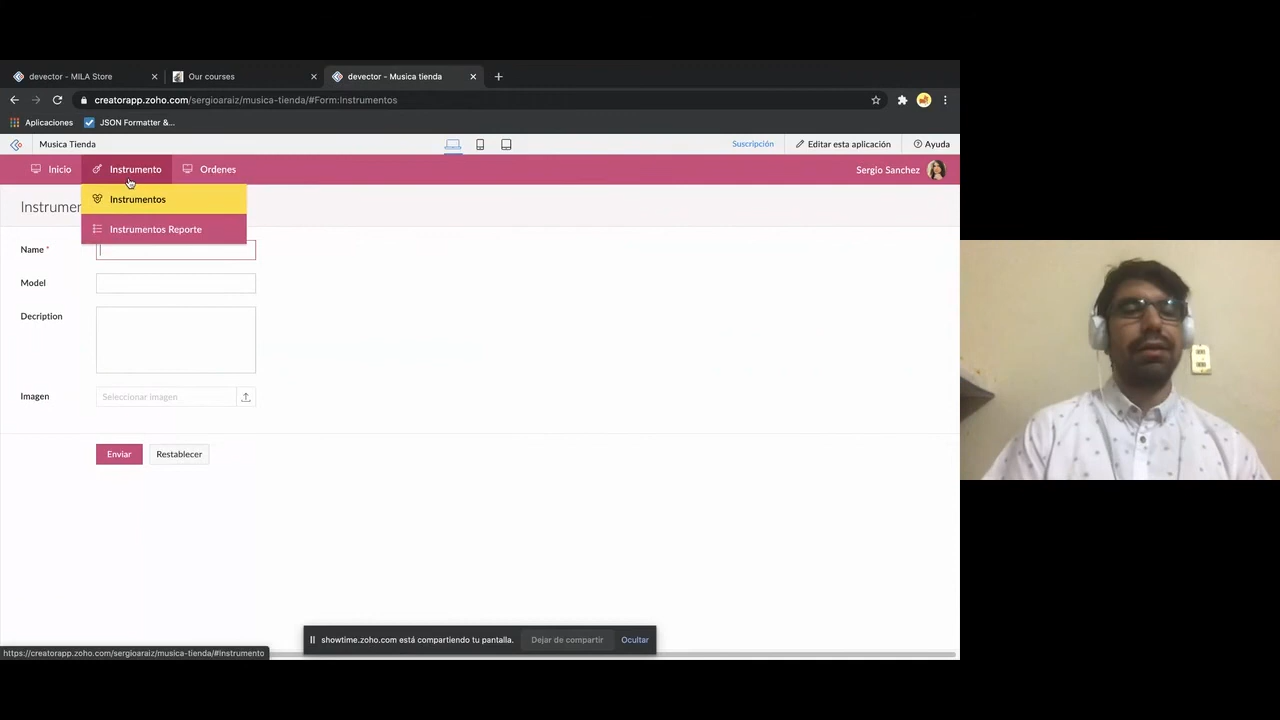 devector - MILA Store
Our courses
devector - Musica tienda
creatorapp.zoho.com/sergioaraiz/musica-tienda/#Form:Instrumentos
Aplicaciones
JSON Formatter &...
Musica Tienda
Suscripción
Editar esta aplicación
Ayuda
Inicio
Instrumento
Ordenes
Sergio Sanchez
Instrumentos
Instrumentos Reporte
Name *
Model
Decription
Imagen
Seleccionar imagen
Enviar
Restablecer
showtime.zoho.com está compartiendo tu pantalla.
Dejar de compartir
Ocultar
https://creatorapp.zoho.com/sergioaraiz/musica-tienda/#Instrumento